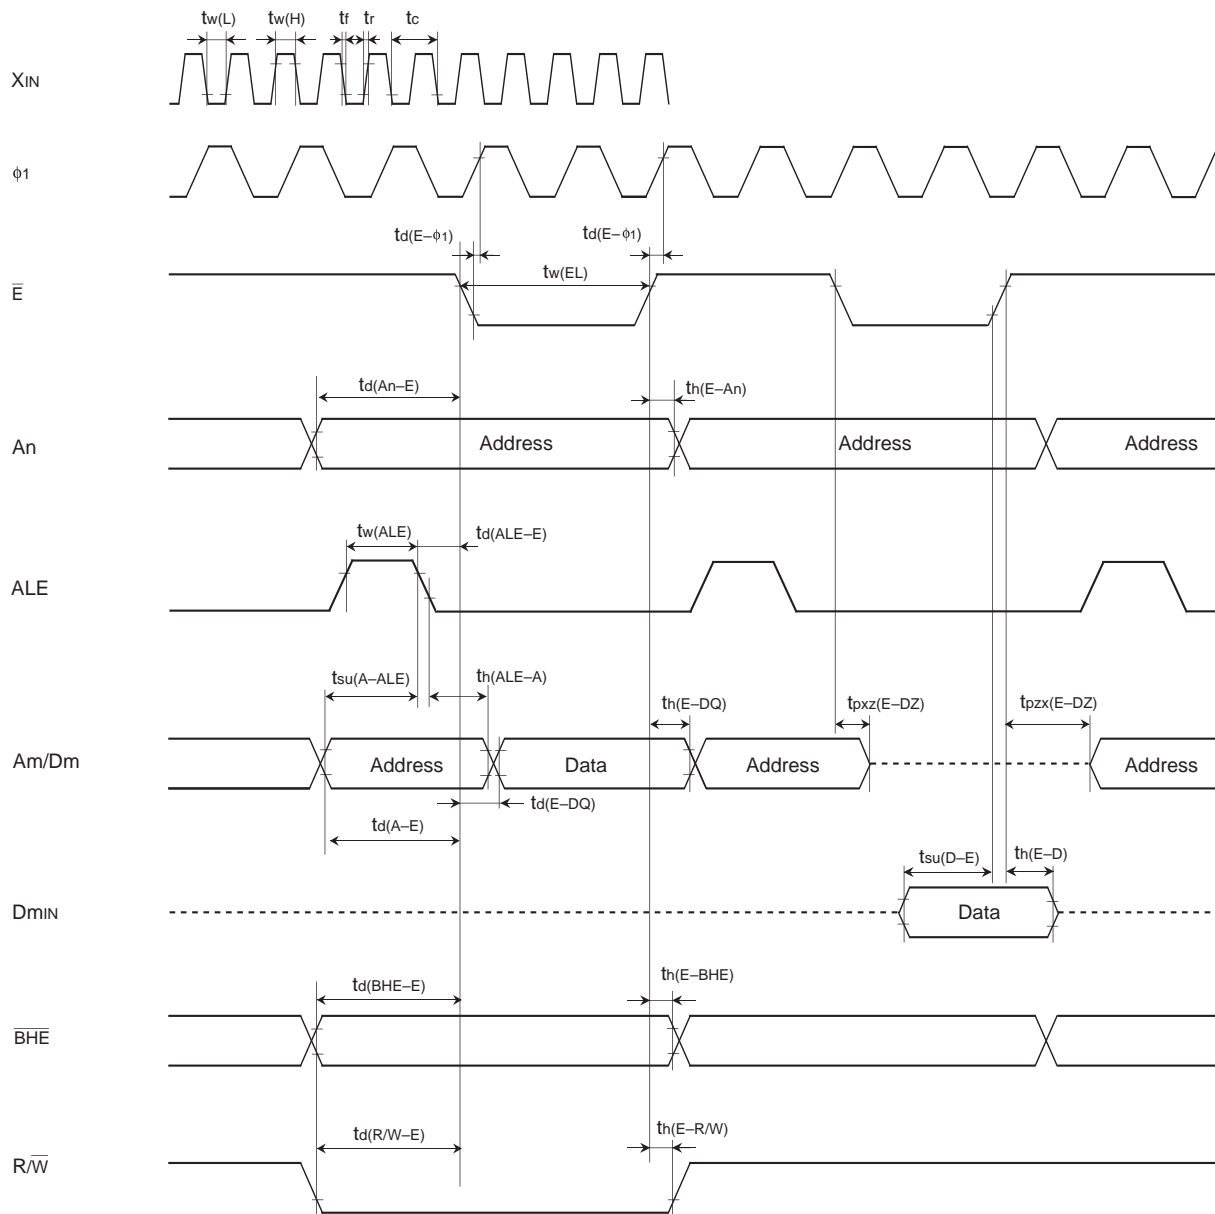 tw(L) tw(H) tf tr tc
XIN
ϕ1
td(E–ϕ1) td(E–ϕ1)
tw(EL)
E̅
td(An–E) th(E–An)
An Address Address Address
tw(ALE) td(ALE–E)
ALE
tsu(A–ALE) th(ALE–A) th(E–DQ) tpxz(E–DZ) tpzx(E–DZ)
Am/Dm Address Data Address Address
td(E–DQ)
td(A–E)
tsu(D–E) th(E–D)
DmIN Data
td(BHE–E) th(E–BHE)
B̅H̅E̅
td(R/W–E) th(E–R/W)
R/W̅